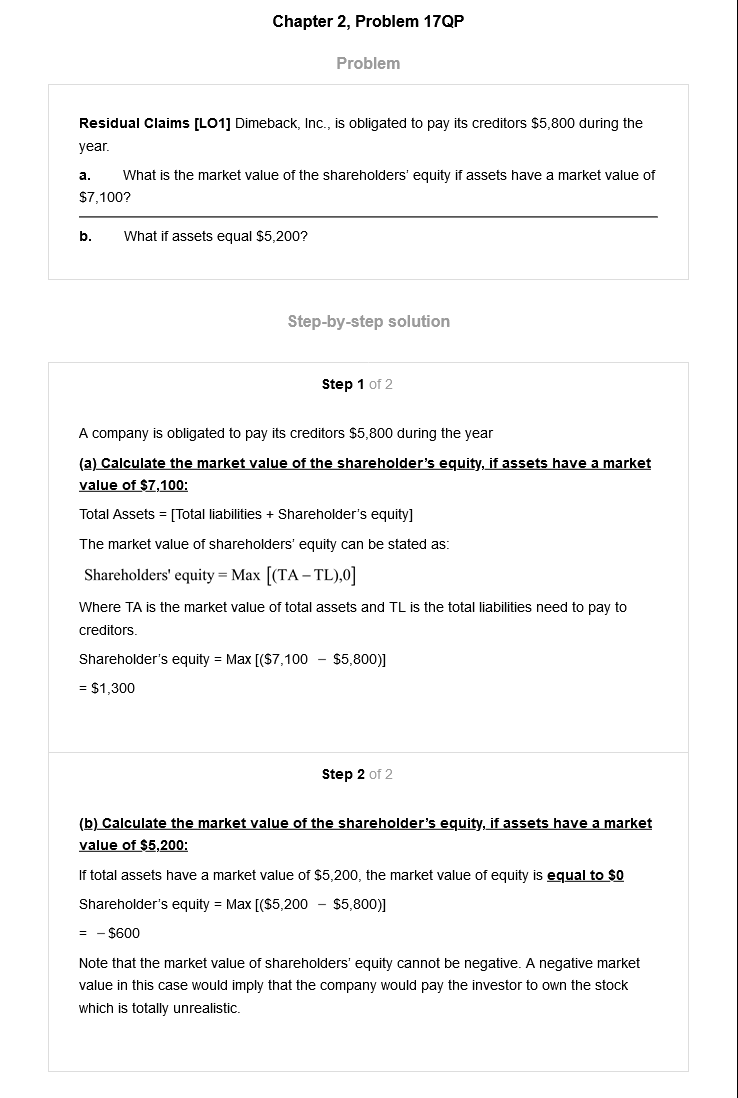 Chapter 2, Problem 17QP
Problem
Residual Claims [LO1] Dimeback, Inc., is obligated to pay its creditors $5,800 during the
year.
a. What is the market value of the shareholders' equity if assets have a market value of
$7,100?
b. What if assets equal $5,200?
Step-by-step solution
Step 1 of 2
A company is obligated to pay its creditors $5,800 during the year
(a) Calculate the market value of the shareholder's equity, if assets have a market
value of $7,100:
Total Assets = [Total liabilities + Shareholder's equity]
The market value of shareholders' equity can be stated as:
Shareholders' equity = Max [(TA – TL),0]
Where TA is the market value of total assets and TL is the total liabilities need to pay to
creditors.
Shareholder's equity = Max [($7,100 – $5,800)]
= $1,300
Step 2 of 2
(b) Calculate the market value of the shareholder's equity, if assets have a market
value of $5,200:
If total assets have a market value of $5,200, the market value of equity is equal to $0
Shareholder's equity = Max [($5,200 – $5,800)]
= – $600
Note that the market value of shareholders' equity cannot be negative. A negative market
value in this case would imply that the company would pay the investor to own the stock
which is totally unrealistic.